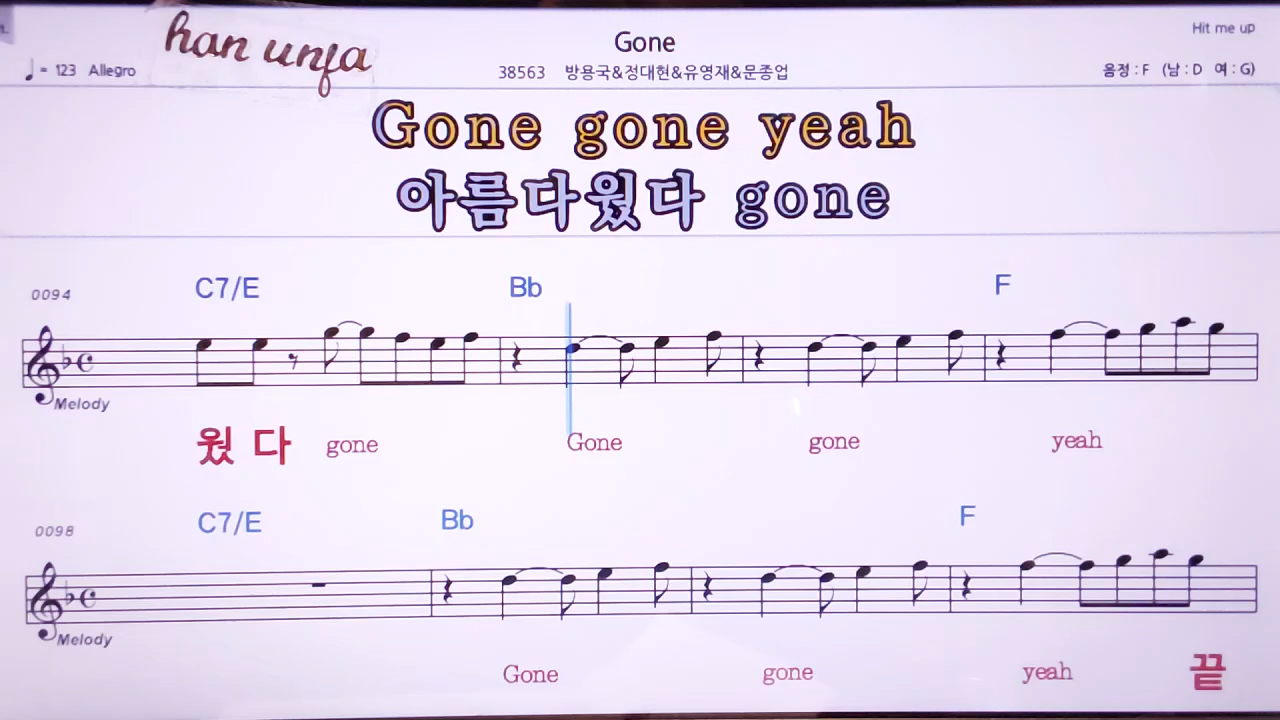 han unja
Gone
Hit me up
♩= 123 Allegro
38563 방용국&정대현&유영재&문종업
음정 : F (남 : D 여 : G)
Gone gone yeah
아름다웠다 gone
0094 C7/E Bb F
Melody
웠 다 gone Gone gone yeah
0098 C7/E Bb F
Melody
Gone gone yeah 끝